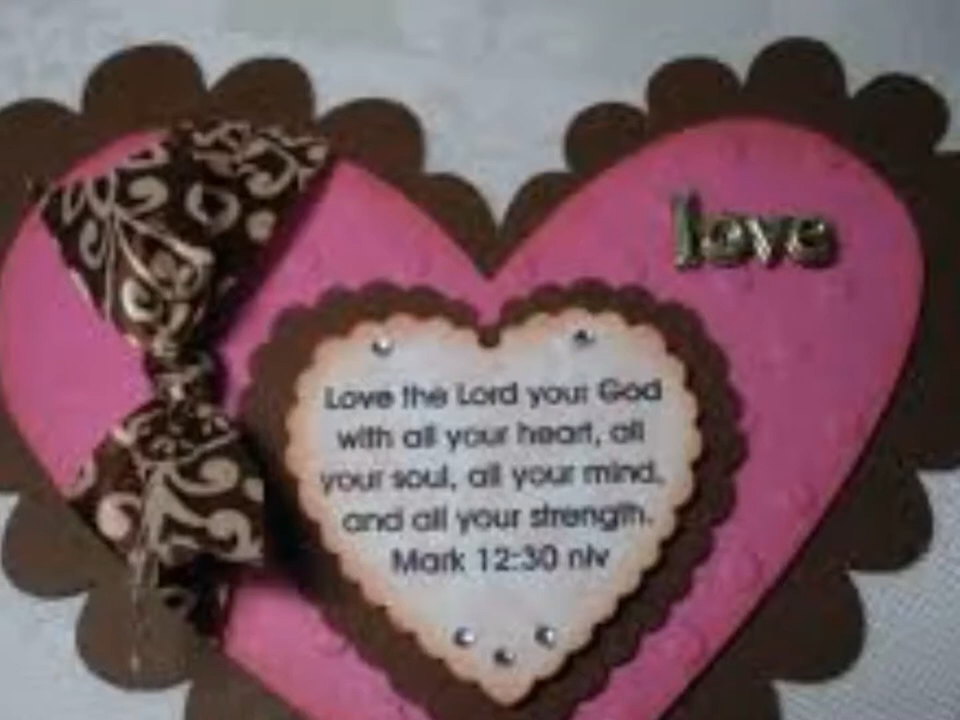 love
Love the Lord your God
with all your heart, all
your soul, all your mind,
and all your strength.
Mark 12:30 niv